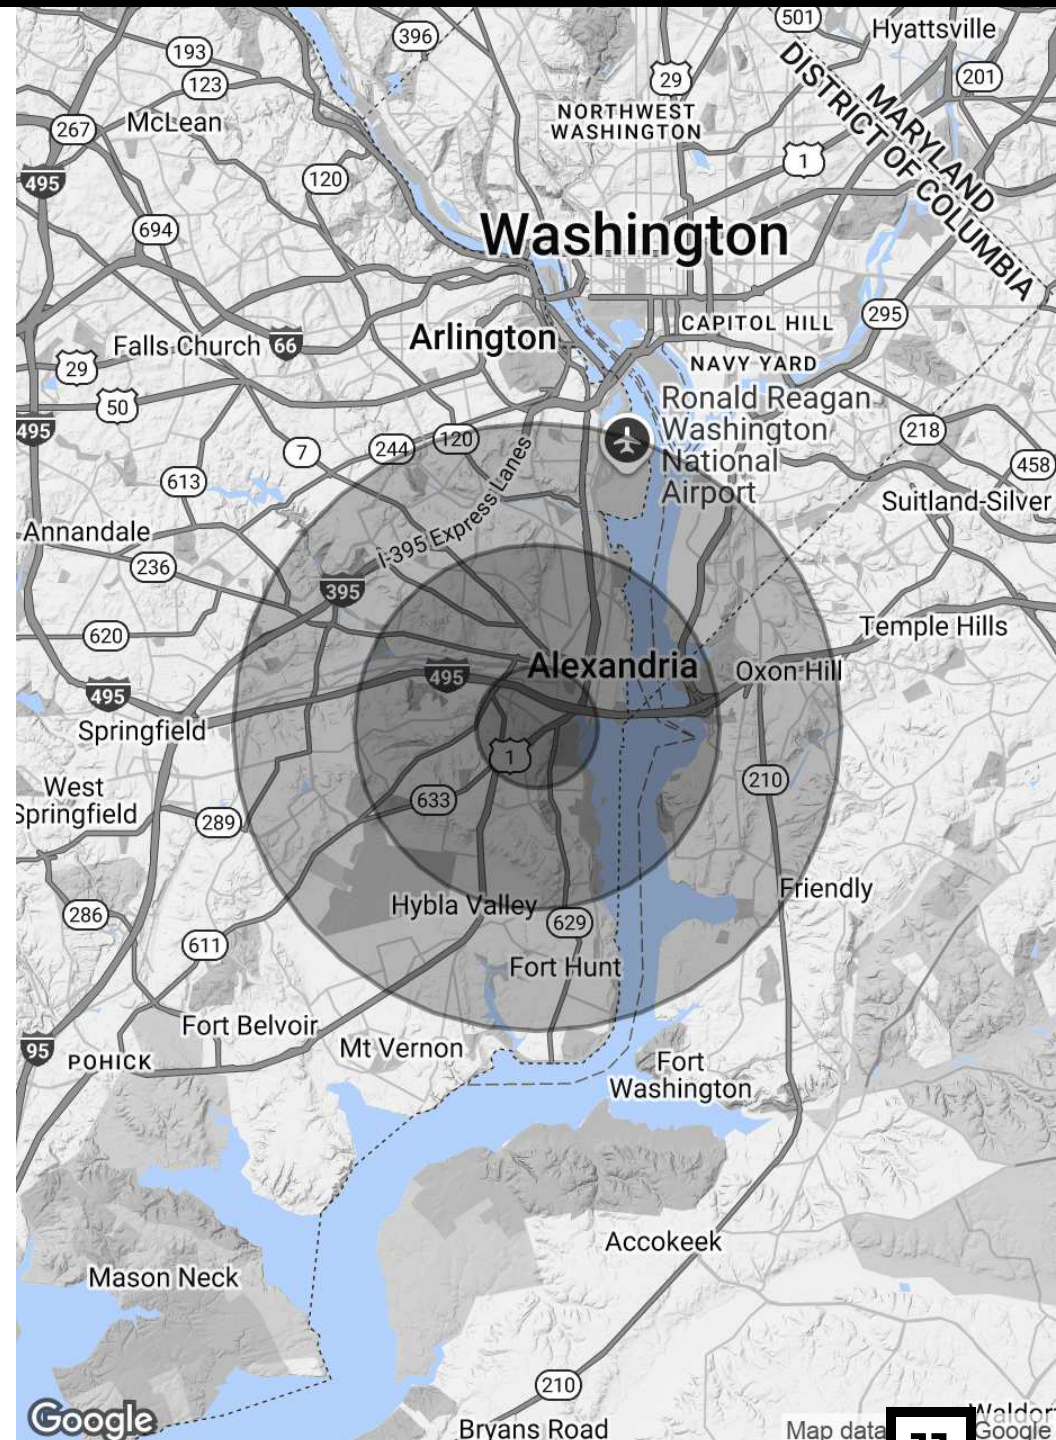 501
Hyattsville
193
396
29
201
123
DISTRICT OF COLUMBIA
MARYLAND
NORTHWEST
WASHINGTON
267
McLean
1
495
120
694
Washington
295
CAPITOL HILL
Arlington
Falls Church
66
NAVY YARD
29
50
Ronald Reagan
Washington
National
Airport
495
218
244
120
7
458
613
I-395 Express Lanes
Suitland-Silver
Annandale
236
395
620
Temple Hills
Alexandria
Oxon Hill
495
495
Springfield
1
West
Springfield
210
633
289
Friendly
Hybla Valley
286
629
611
Fort Hunt
Fort Belvoir
Mt Vernon
95
POHICK
Fort
Washington
Accokeek
Mason Neck
210
Google
Bryans Road
Map data
Google